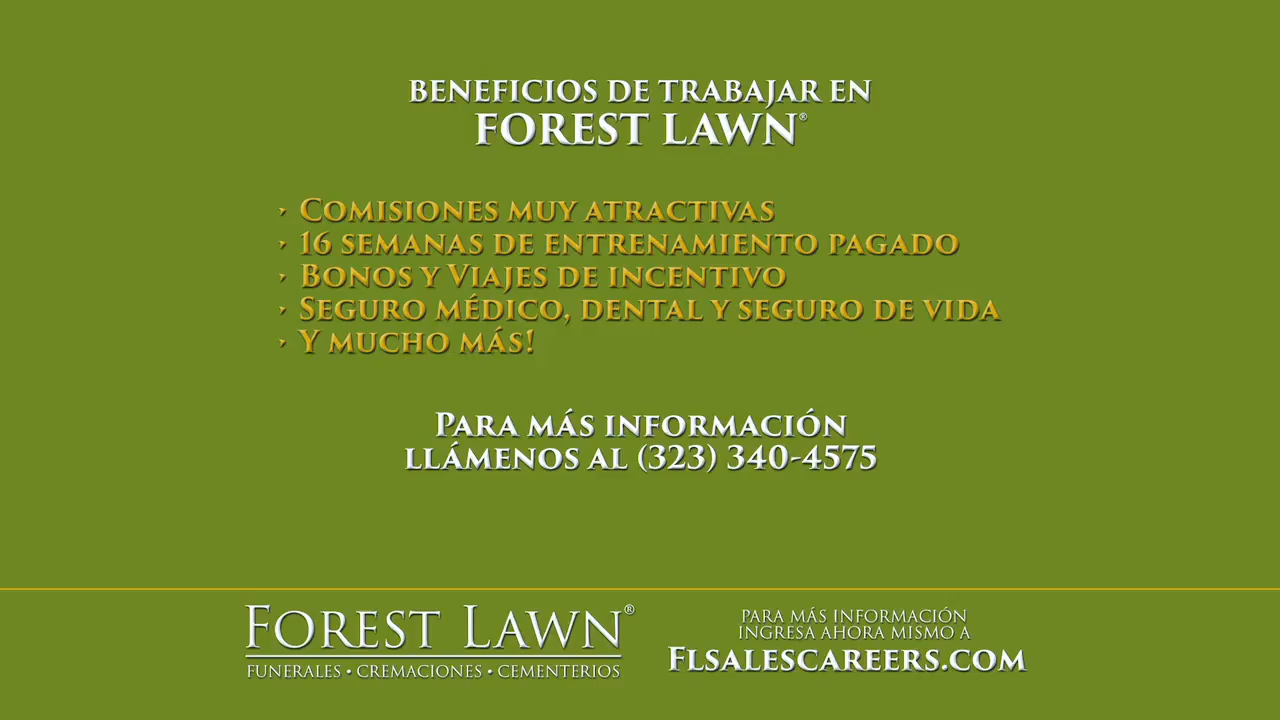 BENEFICIOS DE TRABAJAR EN
FOREST LAWN®
› COMISIONES MUY ATRACTIVAS
› 16 SEMANAS DE ENTRENAMIENTO PAGADO
› BONOS Y VIAJES DE INCENTIVO
› SEGURO MÉDICO, DENTAL Y SEGURO DE VIDA
› Y MUCHO MÁS!
PARA MÁS INFORMACIÓN
LLÁMENOS AL (323) 340-4575
FOREST LAWN®
FUNERALES • CREMACIONES • CEMENTERIOS
PARA MÁS INFORMACIÓN
INGRESA AHORA MISMO A
FLSALESCAREERS.COM